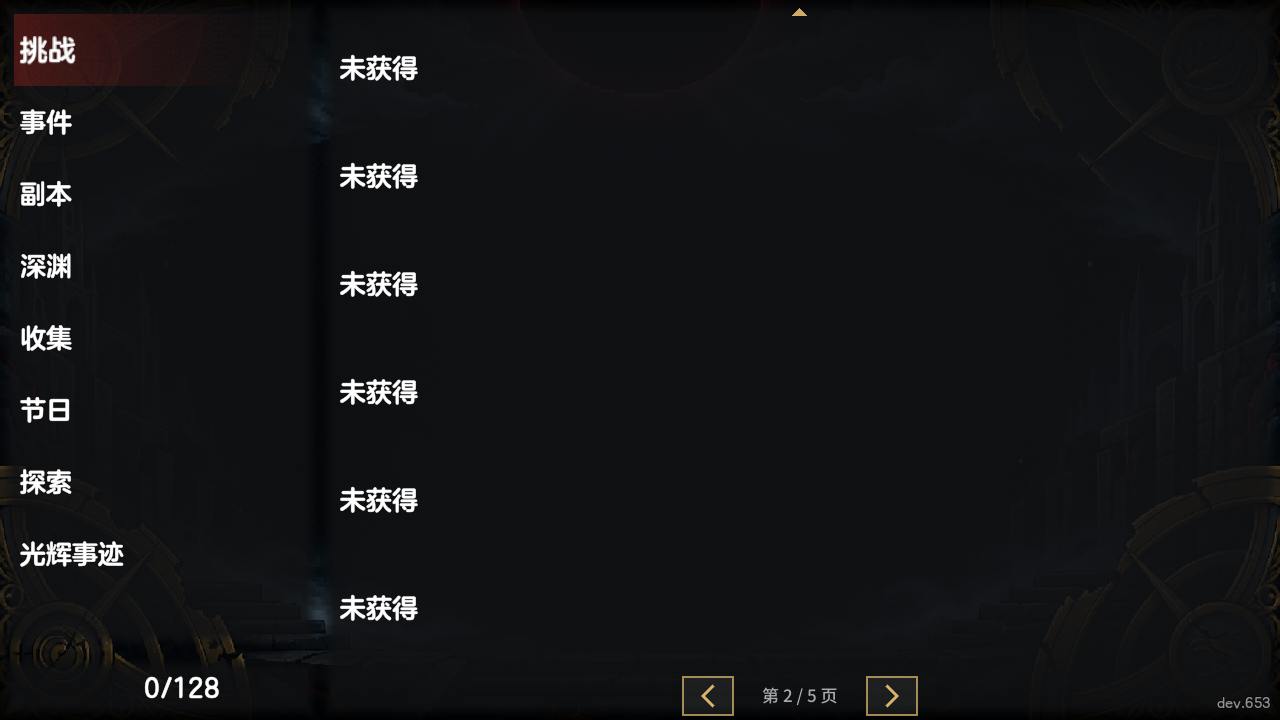 挑战
事件
副本
深渊
收集
节日
探索
光辉事迹
0/128
未获得
未获得
未获得
未获得
未获得
未获得
第 2 / 5 页
dev.653